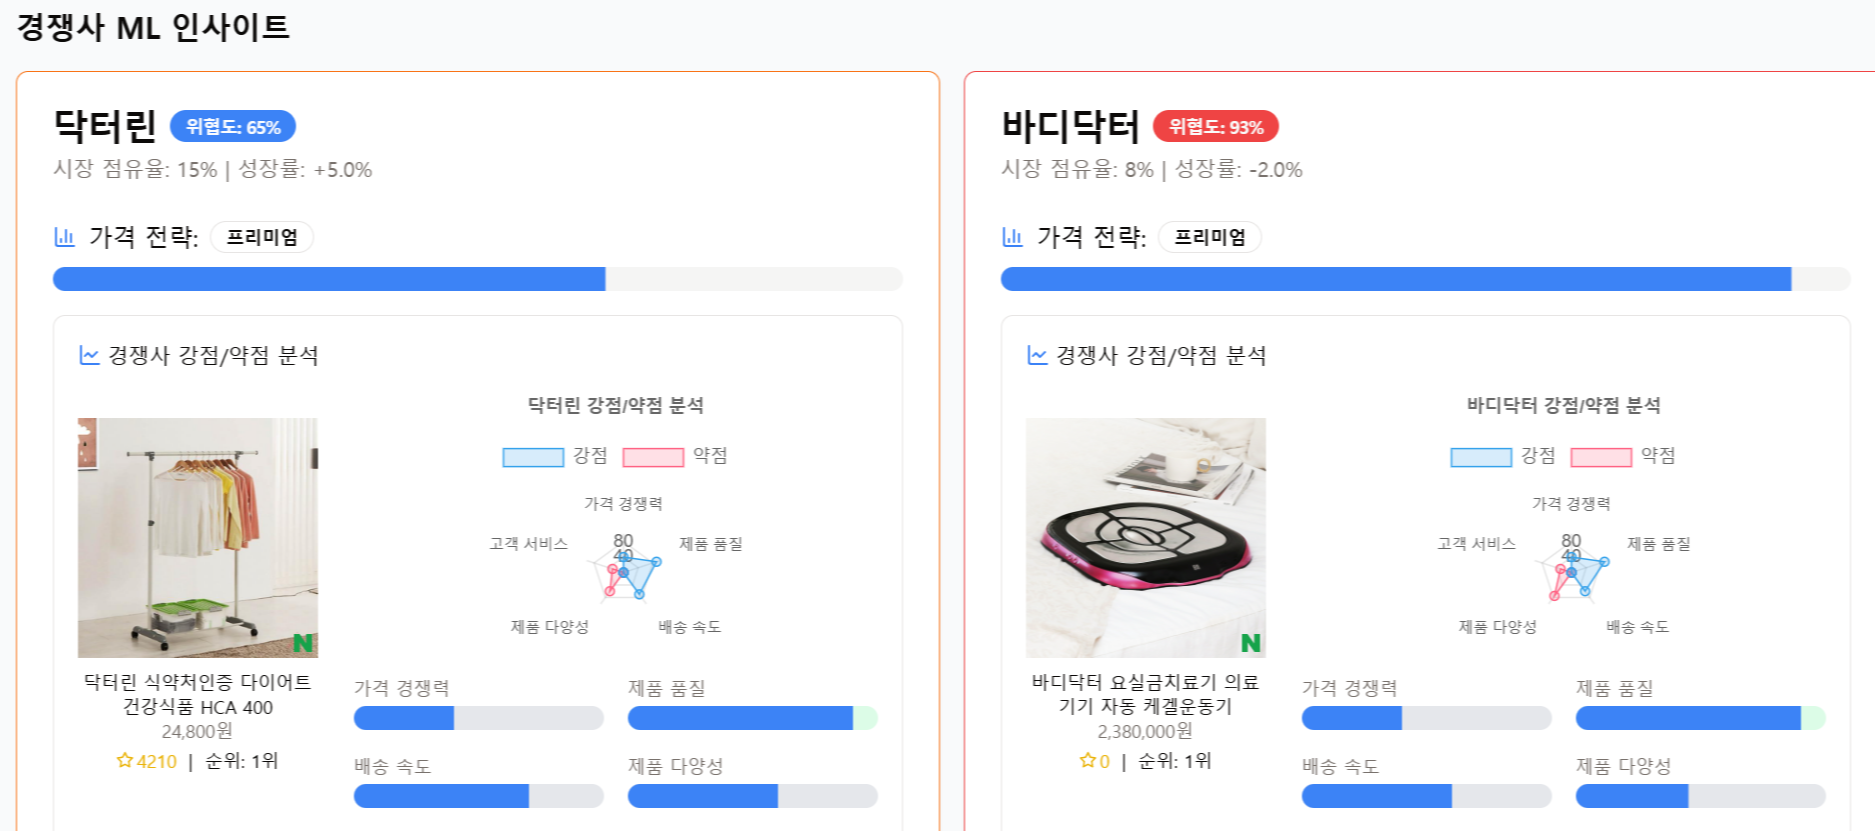 경쟁사 ML 인사이트
닥터린 위협도: 65%
시장 점유율: 15% | 성장률: +5.0%
가격 전략: 프리미엄
경쟁사 강점/약점 분석
닥터린 강점/약점 분석
강점 약점
가격 경쟁력
고객 서비스
80
40
제품 품질
제품 다양성
배송 속도
N
닥터린 식약처인증 다이어트
건강식품 HCA 400
24,800원
4210 | 순위: 1위
가격 경쟁력
제품 품질
배송 속도
제품 다양성
바디닥터 위협도: 93%
시장 점유율: 8% | 성장률: -2.0%
가격 전략: 프리미엄
경쟁사 강점/약점 분석
바디닥터 강점/약점 분석
강점 약점
가격 경쟁력
고객 서비스
80
40
제품 품질
제품 다양성
배송 속도
N
바디닥터 요실금치료기 의료
기기 자동 케겔운동기
2,380,000원
0 | 순위: 1위
가격 경쟁력
제품 품질
배송 속도
제품 다양성